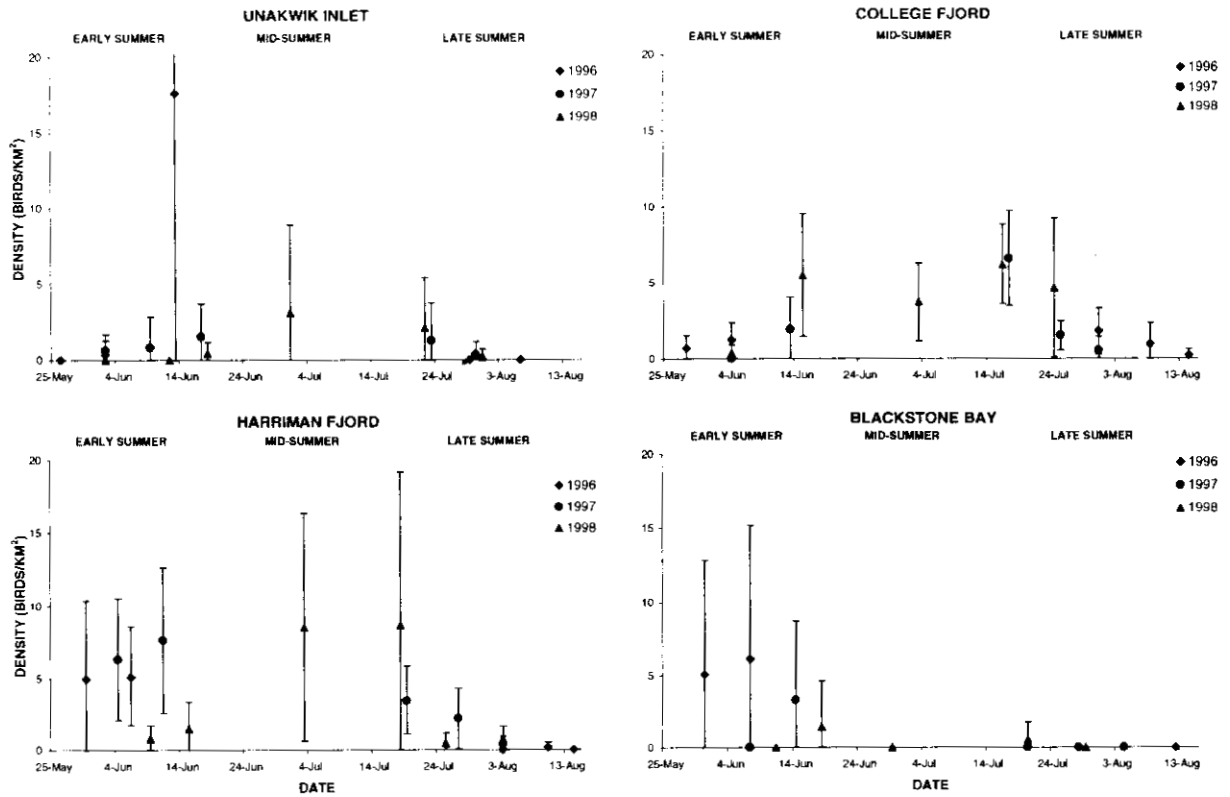 UNAKWIK INLET
EARLY SUMMER MID-SUMMER LATE SUMMER
20
15
10
5
0
DENSITY (BIRDS/KM²)
1996
1997
1998
25-May 4-Jun 14-Jun 24-Jun 4-Jul 14-Jul 24-Jul 3-Aug 13-Aug
COLLEGE FJORD
EARLY SUMMER MID-SUMMER LATE SUMMER
20
15
10
5
0
1996
1997
1998
25-May 4-Jun 14-Jun 24-Jun 4-Jul 14-Jul 24-Jul 3-Aug 13-Aug
HARRIMAN FJORD
EARLY SUMMER MID-SUMMER LATE SUMMER
20
15
10
5
0
DENSITY (BIRDS/KM²)
1996
1997
1998
25-May 4-Jun 14-Jun 24-Jun 4-Jul 14-Jul 24-Jul 3-Aug 13-Aug
DATE
BLACKSTONE BAY
EARLY SUMMER MID-SUMMER LATE SUMMER
20
15
10
5
0
1996
1997
1998
25-May 4-Jun 14-Jun 24-Jun 4-Jul 14-Jul 24-Jul 3-Aug 13-Aug
DATE